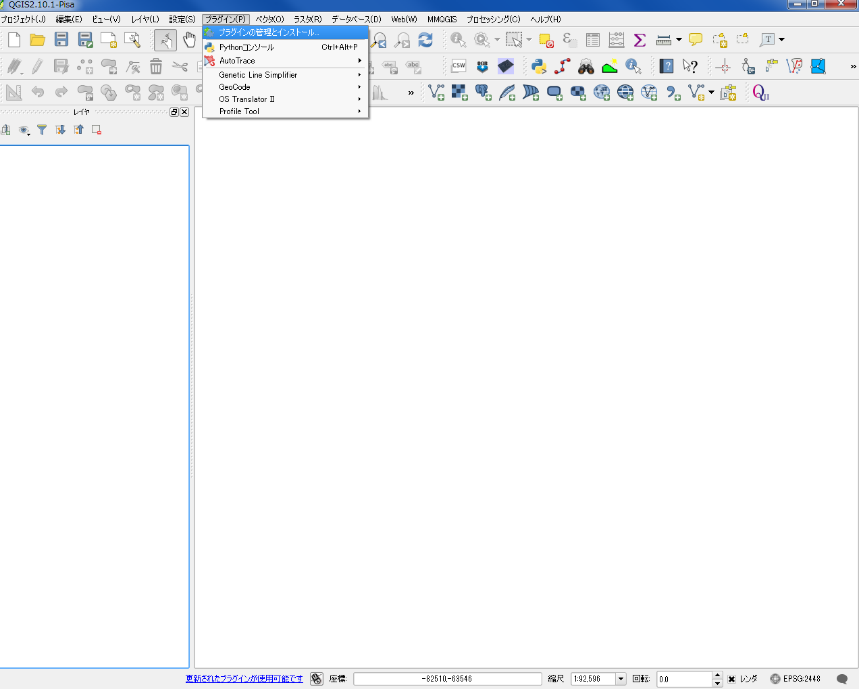 QGIS2.10.1-Pisa
プロジェクト(J) 編集(E) ビュー(V) レイヤ(L) 設定(S) プラグイン(P) ベクタ(O) ラスタ(R) データベース(D) Web(W) MMQGIS プロセッシング(C) ヘルプ(H)
プラグインの管理とインストール...
Pythonコンソール Ctrl+Alt+P
AutoTrace
Genetic Line Simplifier
GeoCode
OS Translator II
Profile Tool
CSW
レイヤ
更新されたプラグインが使用可能です 座標: -82510,-68546 縮尺 1:92,596 回転: 0.0 レンダ EPSG:2448